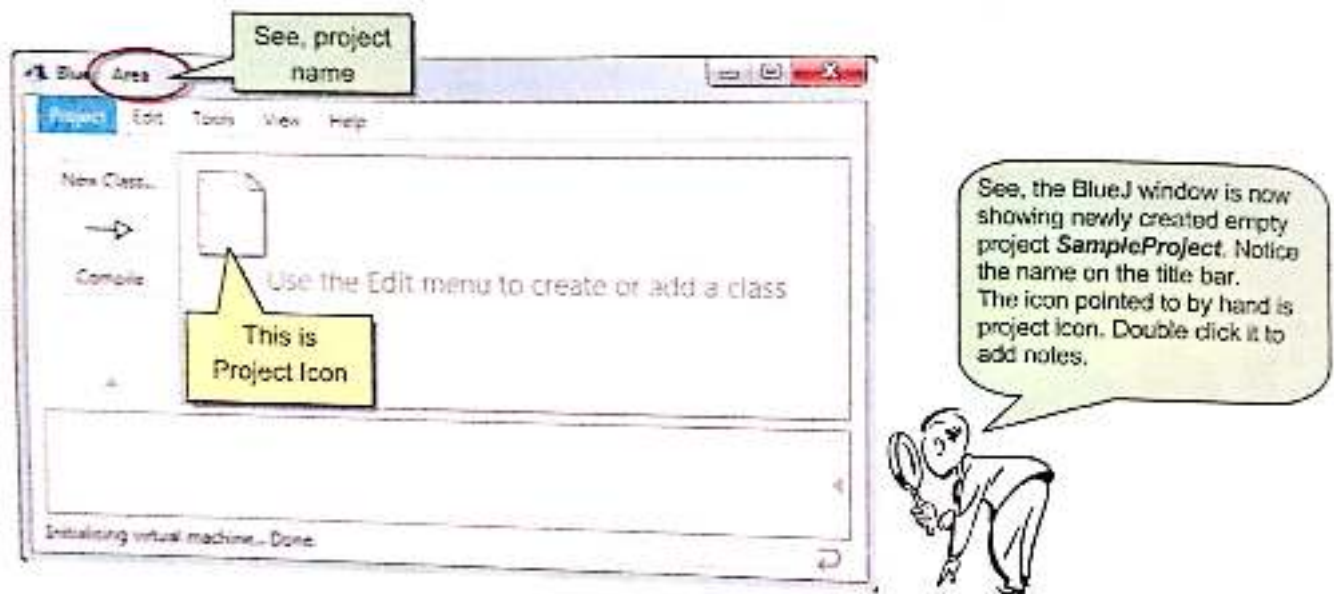 See, project
name
BlueJ Area
Project Edit Tools View Help
New Class...
Compile
Use the Edit menu to create or add a class
This is
Project Icon
Initialising virtual machine... Done
See, the BlueJ window is now
showing newly created empty
project SampleProject. Notice
the name on the title bar.
The icon pointed to by hand is
project icon. Double click it to
add notes.